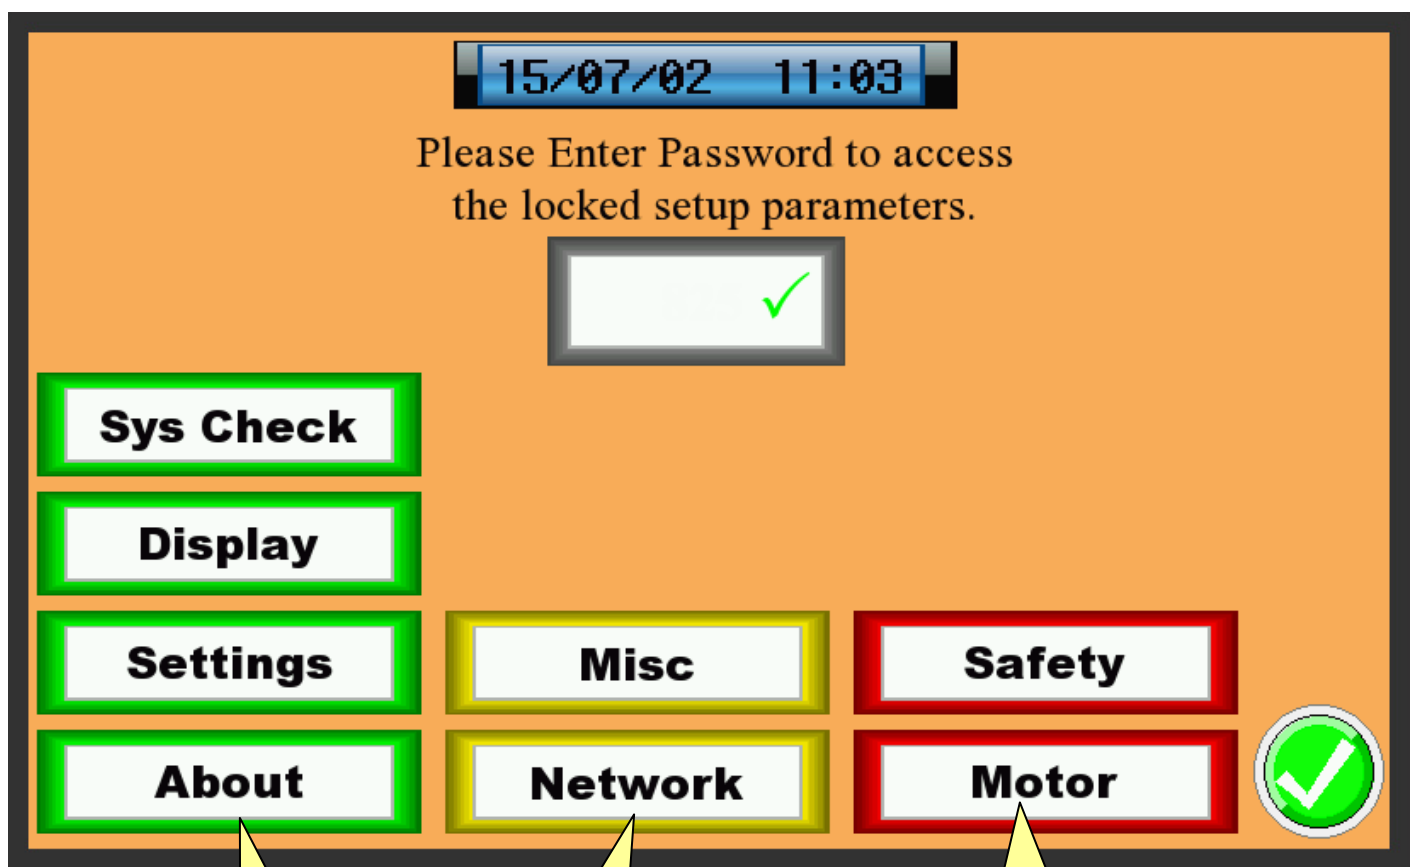 15/07/02 11:03
Please Enter Password to access
the locked setup parameters.
Sys Check
Display
Settings Misc Safety
About Network Motor